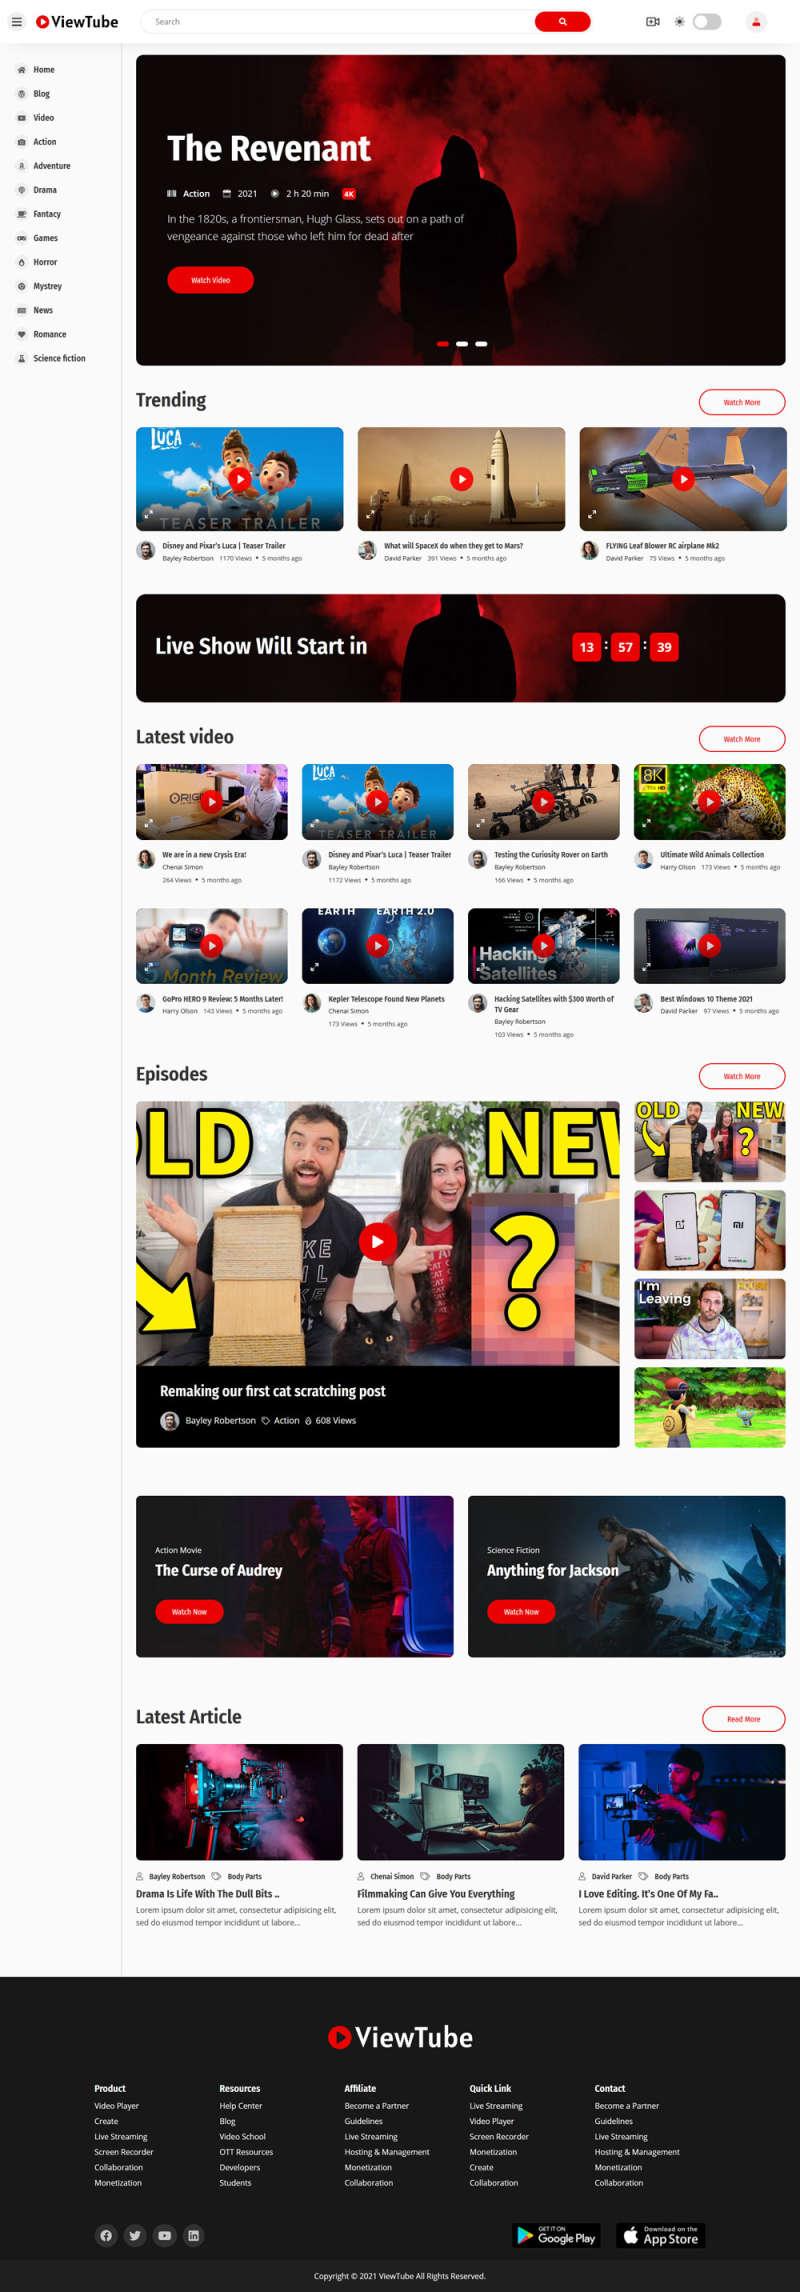 ViewTube
Search
Home
Blog
Video
Action
Adventure
Drama
Fantacy
Games
Horror
Mystrey
News
Romance
Science fiction
The Revenant
Action 2021 2 h 20 min 4K
In the 1820s, a frontiersman, Hugh Glass, sets out on a path of
vengeance against those who left him for dead after
Watch Video
Trending
Watch More
LUCA
TEASER TRAILER
Disney and Pixar's Luca | Teaser Trailer
Bayley Robertson 1170 Views • 5 months ago
What will SpaceX do when they get to Mars?
David Parker 391 Views • 5 months ago
FLYING Leaf Blower RC airplane Mk2
David Parker 75 Views • 5 months ago
Live Show Will Start in
13 : 57 : 39
Latest video
Watch More
ORIG
LUCA
TEASER TRAILER
8K
HD
We are in a new Crysis Era!
Chenai Simon
264 Views • 5 months ago
Disney and Pixar's Luca | Teaser Trailer
Bayley Robertson
1172 Views • 5 months ago
Testing the Curiosity Rover on Earth
Bayley Robertson
166 Views • 5 months ago
Ultimate Wild Animals Collection
Harry Olson 173 Views • 5 months ago
Month Review
EARTH EARTH 2.0
Hacking
Satellites
GoPro HERO 9 Review: 5 Months Later!
Harry Olson 143 Views • 5 months ago
Kepler Telescope Found New Planets
Chenai Simon
173 Views • 5 months ago
Hacking Satellites with $300 Worth of
TV Gear
Bayley Robertson
103 Views • 5 months ago
Best Windows 10 Theme 2021
David Parker 97 Views • 5 months ago
Episodes
Watch More
OLD NEW
?
Remaking our first cat scratching post
Bayley Robertson Action 608 Views
OLD NEW
?
I'm
Leaving
Action Movie
The Curse of Audrey
Watch Now
Science Fiction
Anything for Jackson
Watch Now
Latest Article
Read More
Bayley Robertson Body Parts
Drama Is Life With The Dull Bits ..
Lorem ipsum dolor sit amet, consectetur adipisicing elit,
sed do eiusmod tempor incididunt ut labore...
Chenai Simon Body Parts
Filmmaking Can Give You Everything
Lorem ipsum dolor sit amet, consectetur adipisicing elit,
sed do eiusmod tempor incididunt ut labore...
David Parker Body Parts
I Love Editing. It's One Of My Fa..
Lorem ipsum dolor sit amet, consectetur adipisicing elit,
sed do eiusmod tempor incididunt ut labore...
ViewTube
Product
Video Player
Create
Live Streaming
Screen Recorder
Collaboration
Monetization
Resources
Help Center
Blog
Video School
OTT Resources
Developers
Students
Affiliate
Become a Partner
Guidelines
Live Streaming
Hosting & Management
Monetization
Collaboration
Quick Link
Live Streaming
Video Player
Screen Recorder
Monetization
Create
Collaboration
Contact
Become a Partner
Guidelines
Live Streaming
Hosting & Management
Monetization
Collaboration
GET IT ON
Google Play
Download on the
App Store
Copyright © 2021 ViewTube All Rights Reserved.